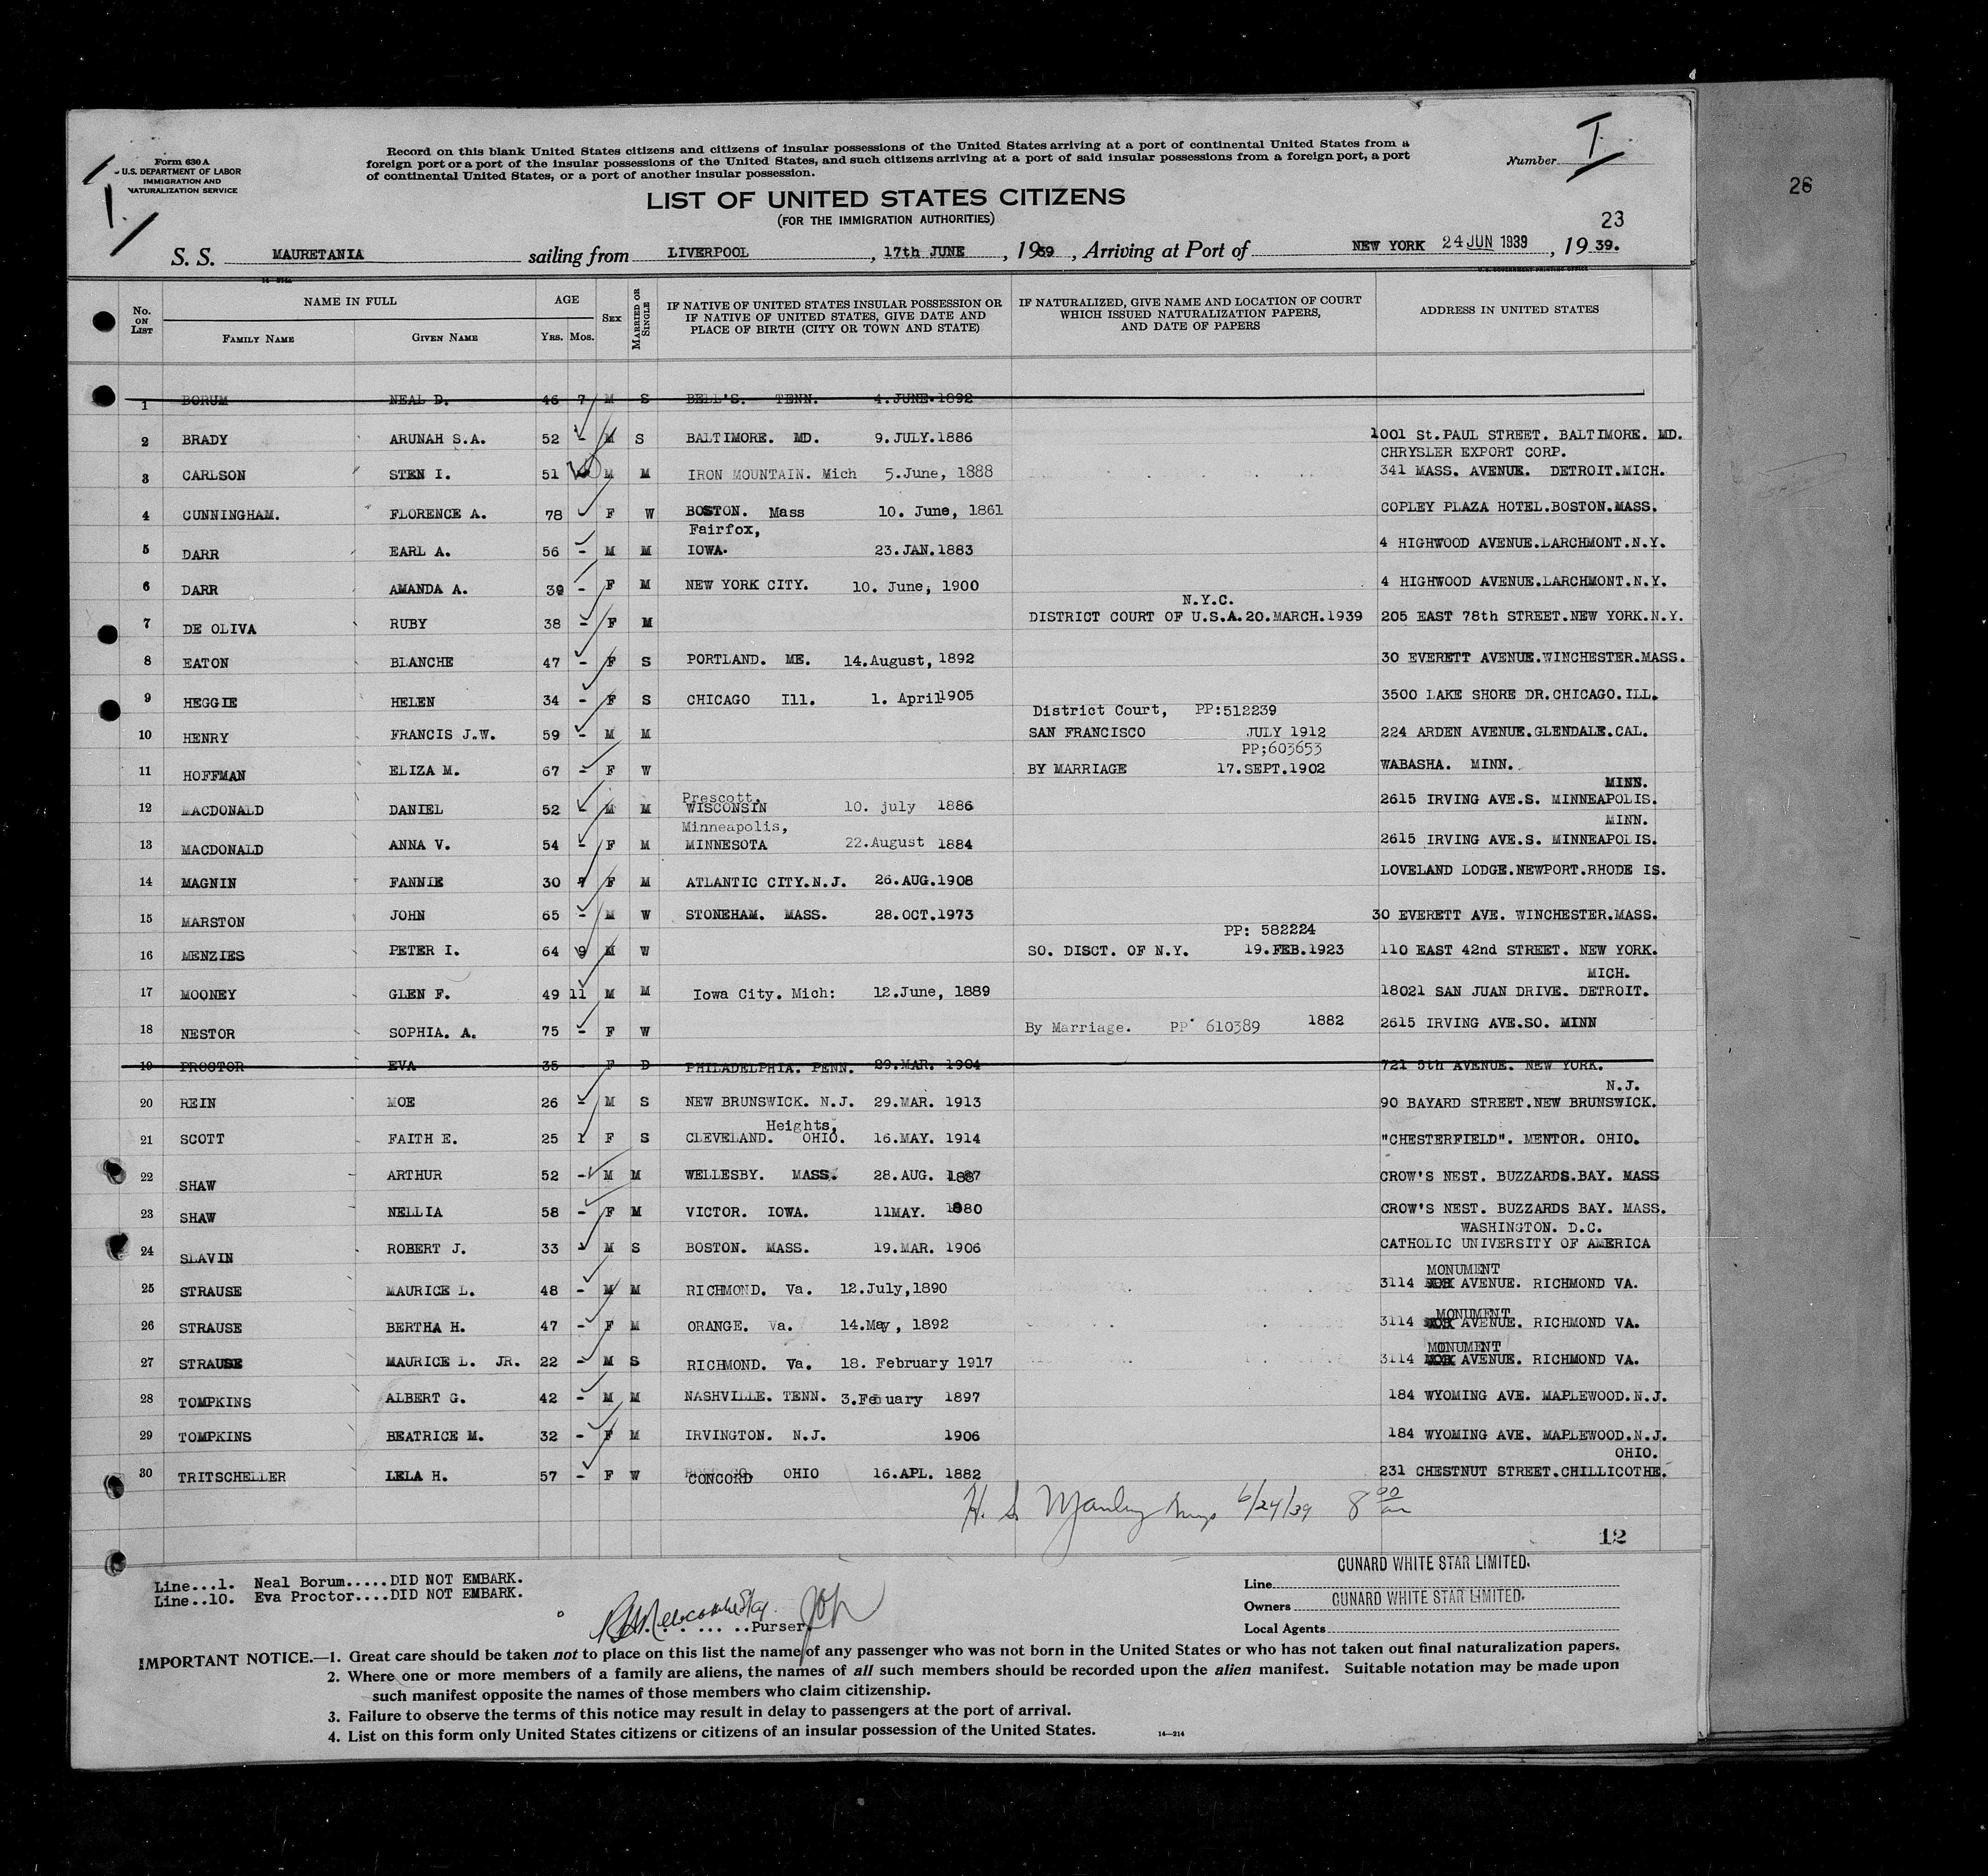 26
Form 630 A
U.S. DEPARTMENT OF LABOR
IMMIGRATION AND
NATURALIZATION SERVICE
Record on this blank United States citizens and citizens of insular possessions of the United States arriving at a port of continental United States from a
foreign port or a port of the insular possessions of the United States, and such citizens arriving at a port of said insular possessions from a foreign port, a port
of continental United States, or a port of another insular possession.
Number I
LIST OF UNITED STATES CITIZENS
(FOR THE IMMIGRATION AUTHORITIES)
23
S. S. MAURETANIA sailing from LIVERPOOL, 17th JUNE, 1939, Arriving at Port of NEW YORK 24 JUN 1939, 1939.
No. ON LIST NAME IN FULL FAMILY NAME GIVEN NAME AGE YRS. MOS. SEX MARRIED OR SINGLE
IF NATIVE OF UNITED STATES INSULAR POSSESSION OR IF NATIVE OF UNITED STATES, GIVE DATE AND PLACE OF BIRTH (CITY OR TOWN AND STATE)
IF NATURALIZED, GIVE NAME AND LOCATION OF COURT WHICH ISSUED NATURALIZATION PAPERS, AND DATE OF PAPERS
ADDRESS IN UNITED STATES
1 BORUM NEAL D. 46 7 M S BELL'S. TENN. 4.JUNE.1892
2 BRADY ARUNAH S.A. 52 - M S BALTIMORE. MD. 9.JULY.1886 1001 St.PAUL STREET. BALTIMORE. MD.
CHRYSLER EXPORT CORP.
3 CARLSON STEN I. 51 M M IRON MOUNTAIN. Mich 5.June, 1888 341 MASS. AVENUE. DETROIT.MICH.
4 CUNNINGHAM. FLORENCE A. 78 F W BOSTON. Mass 10. June, 1861 COPLEY PLAZA HOTEL.BOSTON.MASS.
Fairfox,
5 DARR EARL A. 56 - M M IOWA. 23.JAN.1883 4 HIGHWOOD AVENUE.LARCHMONT.N.Y.
6 DARR AMANDA A. 39 - F M NEW YORK CITY. 10. June, 1900 4 HIGHWOOD AVENUE.LARCHMONT.N.Y.
N.Y.C.
7 DE OLIVA RUBY 38 - F M DISTRICT COURT OF U.S.A.20.MARCH.1939 205 EAST 78th STREET.NEW YORK.N.Y.
8 EATON BLANCHE 47 - F S PORTLAND. ME. 14.August, 1892 30 EVERETT AVENUE.WINCHESTER.MASS.
9 HEGGIE HELEN 34 - F S CHICAGO Ill. 1. April 1905 3500 LAKE SHORE DR.CHICAGO.ILL.
District Court, PP:512239
10 HENRY FRANCIS J.W. 59 - M M SAN FRANCISCO JULY 1912 224 ARDEN AVENUE.GLENDALE.CAL.
PP;603653
11 HOFFMAN ELIZA M. 67 - F W BY MARRIAGE 17.SEPT.1902 WABASHA. MINN.
Prescott, MINN.
12 MACDONALD DANIEL 52 - M M WISCONSIN 10. july 1886 2615 IRVING AVE.S. MINNEAPOLIS.
Minneapolis, MINN.
13 MACDONALD ANNA V. 54 - F M MINNESOTA 22.August 1884 2615 IRVING AVE.S. MINNEAPOLIS.
14 MAGNIN FANNIE 30 F M ATLANTIC CITY.N.J. 26.AUG.1908 LOVELAND LODGE.NEWPORT.RHODE IS.
15 MARSTON JOHN 65 - M W STONEHAM. MASS. 28.OCT.1973 30 EVERETT AVE. WINCHESTER.MASS.
PP: 582224
16 MENZIES PETER I. 64 9 M W SO. DISCT. OF N.Y. 19.FEB.1923 110 EAST 42nd STREET. NEW YORK.
MICH.
17 MOONEY GLEN F. 49 11 M M Iowa City. Mich: 12.June, 1889 18021 SAN JUAN DRIVE. DETROIT.
18 NESTOR SOPHIA. A. 75 - F W By Marriage. PP' 610389 1882 2615 IRVING AVE.SO. MINN
19 PROCTOR EVA 35 F D PHILADELPHIA. PENN. 29.MAR. 1904 721 5th AVENUE. NEW YORK.
N.J.
20 REIN MOE 26 - M S NEW BRUNSWICK. N.J. 29.MAR. 1913 90 BAYARD STREET.NEW BRUNSWICK.
Heights,
21 SCOTT FAITH E. 25 1 F S CLEVELAND. OHIO. 16.MAY. 1914 "CHESTERFIELD". MENTOR. OHIO.
22 SHAW ARTHUR 52 - M M WELLESBY. MASS. 28.AUG. 1887 CROW'S NEST. BUZZARDS.BAY. MASS
23 SHAW NELLIA 58 - F M VICTOR. IOWA. 11MAY. 1880 CROW'S NEST. BUZZARDS BAY. MASS.
WASHINGTON. D.C.
24 SLAVIN ROBERT J. 33 - M S BOSTON. MASS. 19.MAR. 1906 CATHOLIC UNIVERSITY OF AMERICA
MONUMENT
25 STRAUSE MAURICE L. 48 - M M RICHMOND. Va. 12.July,1890 3114 AVENUE. RICHMOND VA.
MONUMENT
26 STRAUSE BERTHA H. 47 - F M ORANGE. Va. 14.May, 1892 3114 AVENUE. RICHMOND VA.
MONUMENT
27 STRAUSE MAURICE L. JR. 22 - M S RICHMOND. Va. 18. February 1917 3114 AVENUE. RICHMOND VA.
28 TOMPKINS ALBERT G. 42 - M M NASHVILLE. TENN. 3.Febuary 1897 184 WYOMING AVE. MAPLEWOOD.N.J.
29 TOMPKINS BEATRICE M. 32 - F M IRVINGTON. N.J. 1906 184 WYOMING AVE. MAPLEWOOD.N.J.
OHIO.
30 TRITSCHELLER LELA H. 57 - F W CONCORD OHIO 16.APL. 1882 231 CHESTNUT STREET.CHILLICOTHE.
H. S. Manley 6/24/39 8 00 am
12
Line...1. Neal Borum.....DID NOT EMBARK.
Line..10. Eva Proctor....DID NOT EMBARK.
Purser
Line CUNARD WHITE STAR LIMITED.
Owners CUNARD WHITE STAR LIMITED.
Local Agents
IMPORTANT NOTICE.—1. Great care should be taken not to place on this list the name of any passenger who was not born in the United States or who has not taken out final naturalization papers.
2. Where one or more members of a family are aliens, the names of all such members should be recorded upon the alien manifest. Suitable notation may be made upon
such manifest opposite the names of those members who claim citizenship.
3. Failure to observe the terms of this notice may result in delay to passengers at the port of arrival.
4. List on this form only United States citizens or citizens of an insular possession of the United States.
14—214